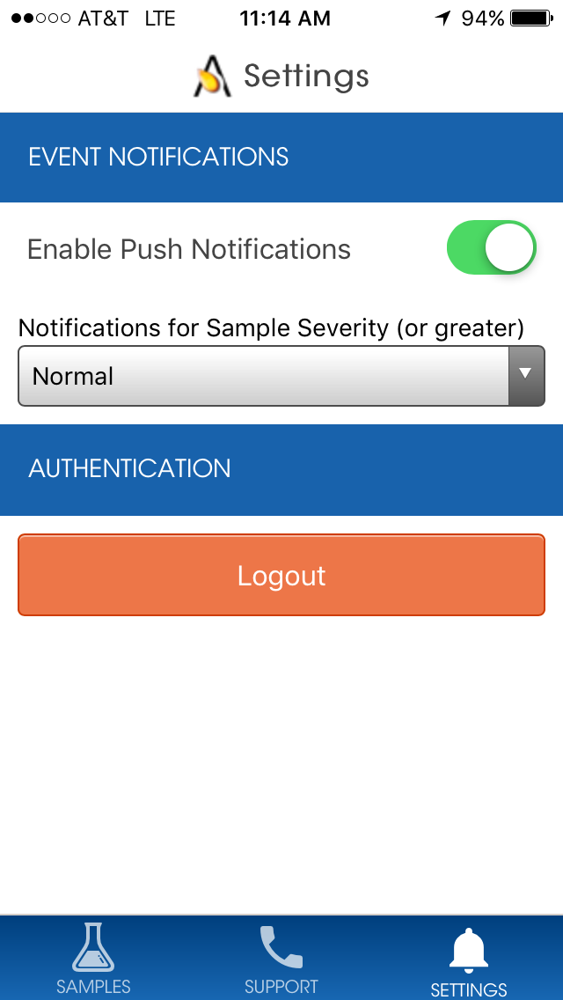 AT&T LTE 11:14 AM 94%
Settings
EVENT NOTIFICATIONS
Enable Push Notifications
Notifications for Sample Severity (or greater)
Normal
AUTHENTICATION
Logout
SAMPLES SUPPORT SETTINGS